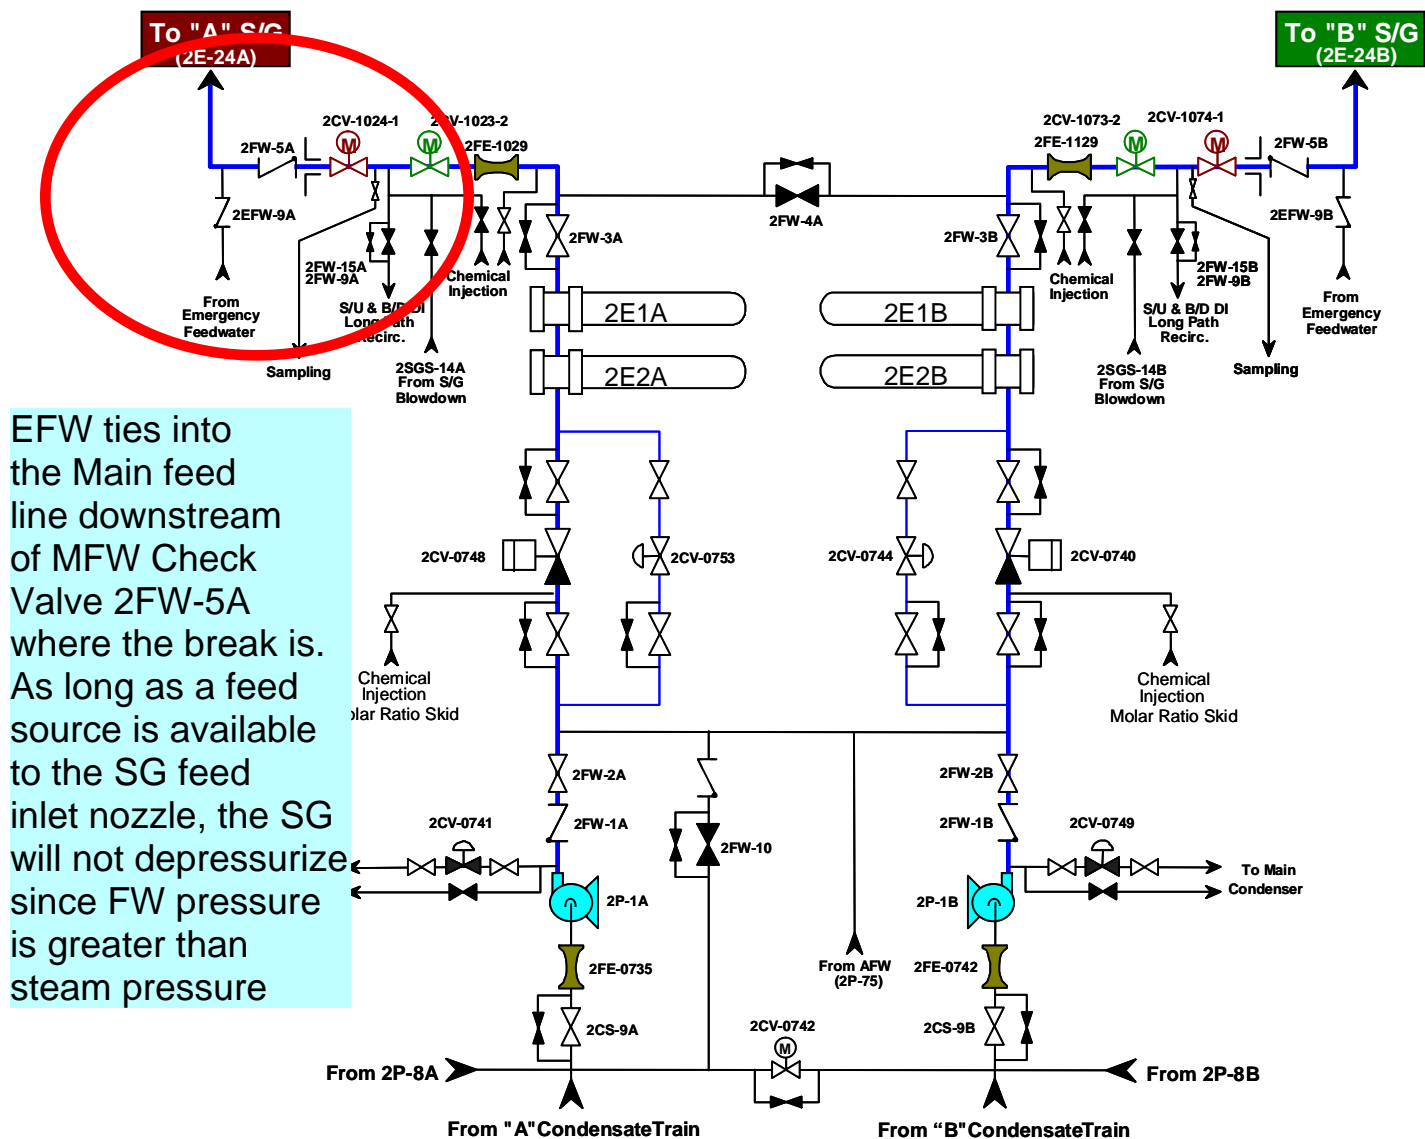 To "A" S/G
(2E-24A)
To "B" S/G
(2E-24B)
2CV-1024-1
2CV-1023-2
2FW-5A
M
M
2FE-1029
2CV-1073-2
2CV-1074-1
2FE-1129
M
M
2FW-5B
2EFW-9A
2FW-3A
2FW-4A
2FW-3B
2EFW-9B
2FW-15A
2FW-9A
Chemical
Injection
Chemical
Injection
2FW-15B
2FW-9B
From
Emergency
Feedwater
S/U & B/D DI
Long Path
Recirc.
S/U & B/D DI
Long Path
Recirc.
From
Emergency
Feedwater
2E1A
2E1B
Sampling
2SGS-14A
From S/G
Blowdown
2E2A
2E2B
2SGS-14B
From S/G
Blowdown
Sampling
EFW ties into
the Main feed
line downstream
of MFW Check
Valve 2FW-5A
where the break is.
As long as a feed
source is available
to the SG feed
inlet nozzle, the SG
will not depressurize
since FW pressure
is greater than
steam pressure
2CV-0748
2CV-0753
2CV-0744
2CV-0740
Chemical
Injection
olar Ratio Skid
Chemical
Injection
Molar Ratio Skid
2FW-2A
2FW-2B
2CV-0741
2FW-1A
2FW-10
2FW-1B
2CV-0749
To Main
Condenser
2P-1A
2P-1B
2FE-0735
From AFW
(2P-75)
2FE-0742
2CS-9A
2CV-0742
M
2CS-9B
From 2P-8A
From 2P-8B
From "A"CondensateTrain
From “B"CondensateTrain